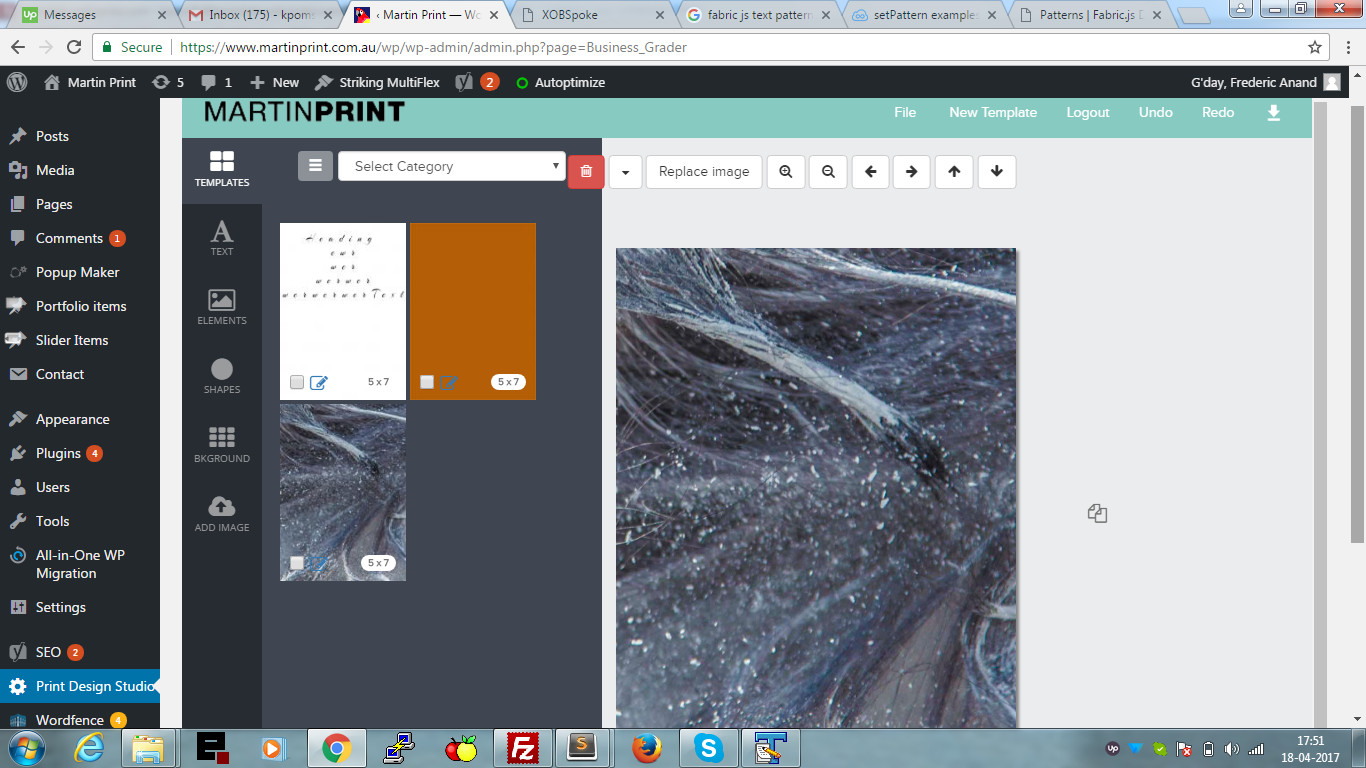 Messages
Inbox (175) - kpoms
‹ Martin Print — Wo
XOBSpoke
fabric js text pattern
setPattern example
Patterns | Fabric.js D
Secure
https://www.martinprint.com.au/wp/wp-admin/admin.php?page=Business_Grader
Martin Print
5
1
New
Striking MultiFlex
2
Autoptimize
G'day, Frederic Anand
MARTINPRINT
File
New Template
Logout
Undo
Redo
Posts
Media
Pages
Comments 1
Popup Maker
Portfolio items
Slider Items
Contact
Appearance
Plugins 4
Users
Tools
All-in-One WP
Migration
Settings
SEO 2
Print Design Studio
Wordfence 4
TEMPLATES
TEXT
ELEMENTS
SHAPES
BKGROUND
ADD IMAGE
Select Category
Replace image
Heading
ewr
wer
werwer
werwerwerText
5 x 7
5 x 7
5 x 7
17:51
18-04-2017